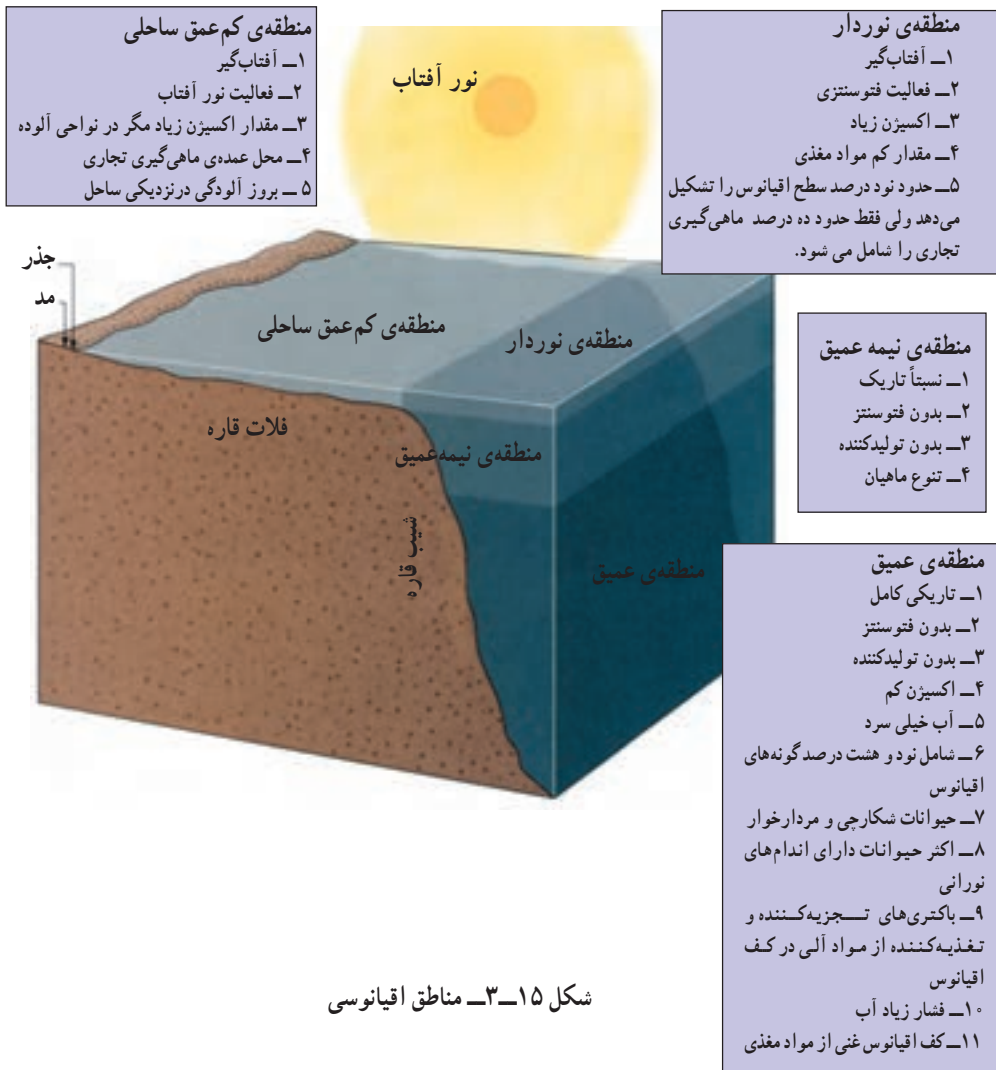 منطقه‌ی نوردار
۱ــ آفتاب‌گیر
۲ــ فعالیت فتوسنتزی
۳ــ اکسیژن زیاد
۴ــ مقدار کم مواد مغذی
۵ــ حدود نود درصد سطح اقیانوس را تشکیل
می‌دهد ولی فقط حدود ده درصد ماهی‌گیری
تجاری را شامل می شود.
نور آفتاب
منطقه‌ی کم‌عمق ساحلی
۱ــ آفتاب‌گیر
۲ــ فعالیت نور آفتاب
۳ــ مقدار اکسیژن زیاد مگر در نواحی آلوده
۴ــ محل عمده‌ی ماهی‌گیری تجاری
۵ ــ بروز آلودگی درنزدیکی ساحل
جذر
مد
منطقه‌ی کم‌عمق ساحلی
منطقه‌ی نوردار
فلات قاره
منطقه‌ی نیمه‌عمیق
شیب قاره
منطقه‌ی عمیق
منطقه‌ی نیمه عمیق
۱ــ نسبتاً تاریک
۲ــ بدون فتوسنتز
۳ــ بدون تولیدکننده
۴ــ تنوع ماهیان
منطقه‌ی عمیق
۱ــ تاریکی کامل
۲ــ بدون فتوسنتز
۳ــ بدون تولیدکننده
۴ــ اکسیژن کم
۵ــ آب خیلی سرد
۶ــ شامل نود و هشت درصد گونه‌های
اقیانوس
۷ــ حیوانات شکارچی و مردارخوار
۸ــ اکثر حیوانات دارای اندام‌های
نورانی
۹ــ باکتری‌های تـــجزیه‌کــننده و
تـغذیـه‌کـننده از مـواد آلی در کـف
اقیانوس
۱۰ــ فشار زیاد آب
۱۱ــ کف اقیانوس غنی از مواد مغذی
شکل ۱۵ــ۳ــ مناطق اقیانوسی